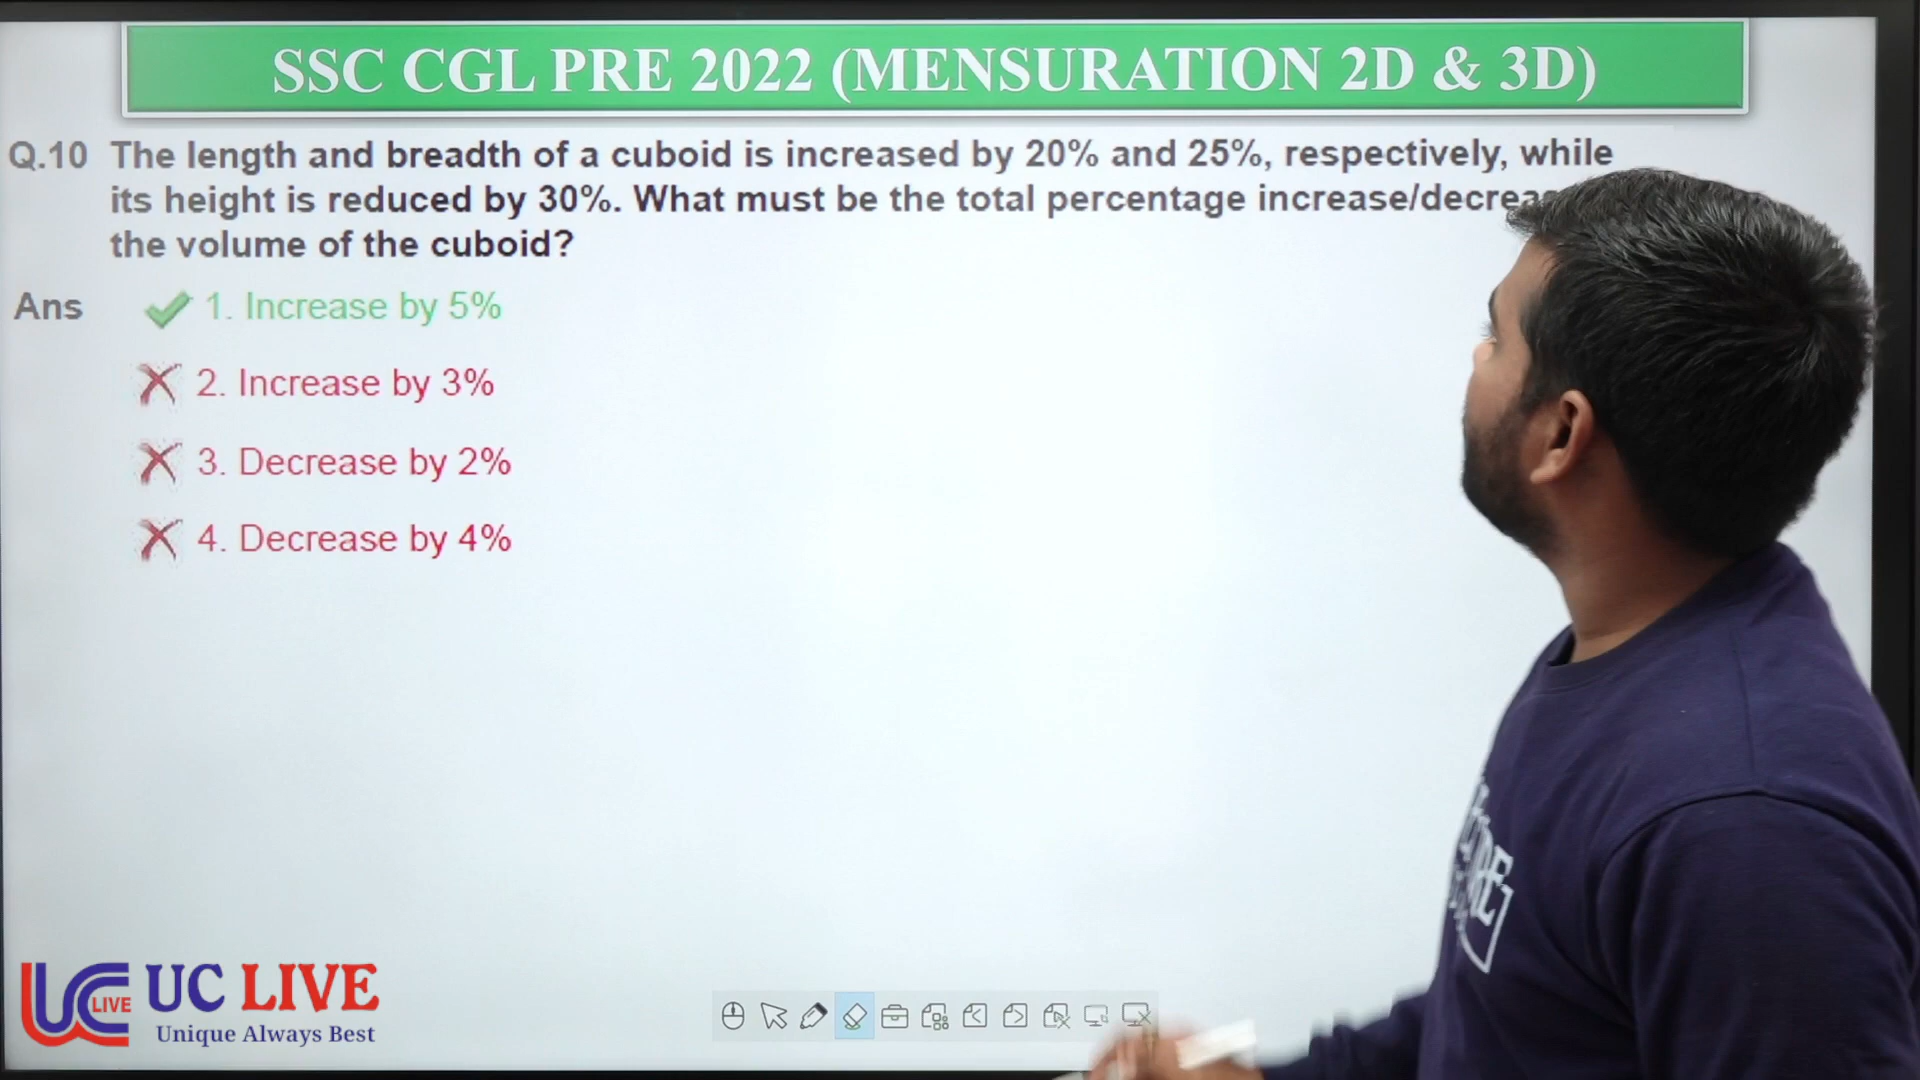 SSC CGL PRE 2022 (MENSURATION 2D & 3D)
Q.10 The length and breadth of a cuboid is increased by 20% and 25%, respectively, while
its height is reduced by 30%. What must be the total percentage
the volume of the cuboid?
Ans 1. Increase by 5%
2. Increase by 3%
3. Decrease by 2%
4. Decrease by 4%
LIVE
UC LIVE
Unique Always Best